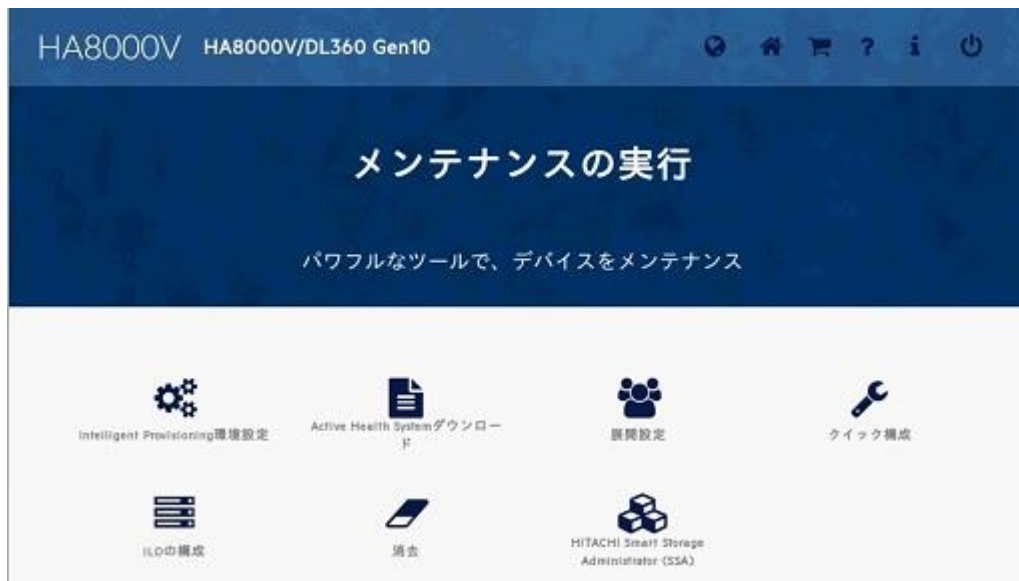 HA8000V HA8000V/DL360 Gen10
メンテナンスの実行
パワフルなツールで、デバイスをメンテナンス
Intelligent Provisioning環境設定
Active Health Systemダウンロー
ド
展開設定
クイック構成
iLOの構成
消去
HITACHI Smart Storage
Administrator (SSA)